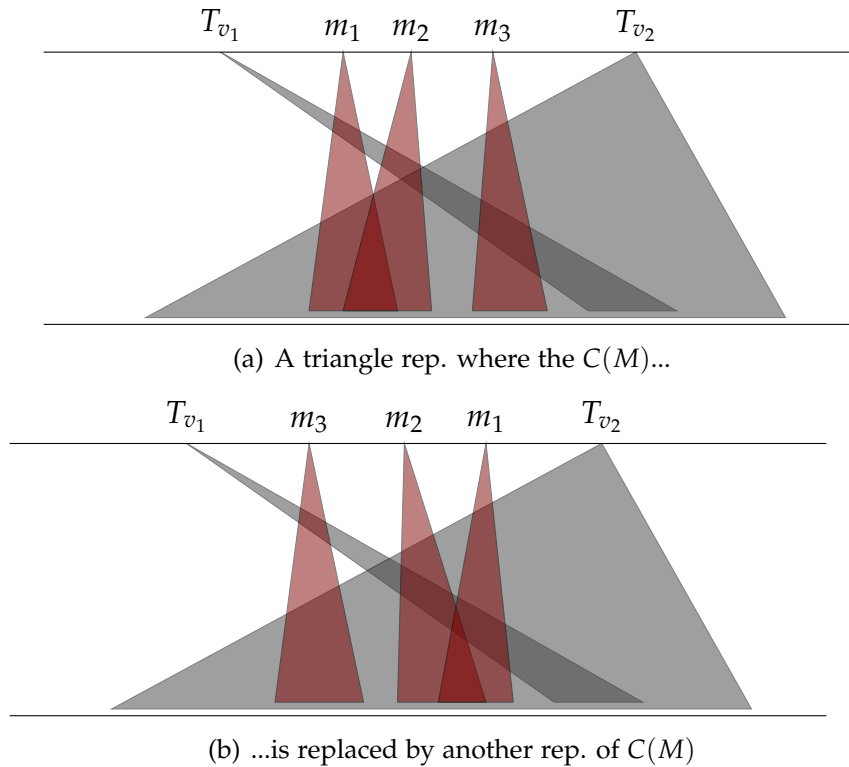 T_{v_1} m_1 m_2 m_3 T_{v_2}
(a) A triangle rep. where the C(M)...
T_{v_1} m_3 m_2 m_1 T_{v_2}
(b) ...is replaced by another rep. of C(M)